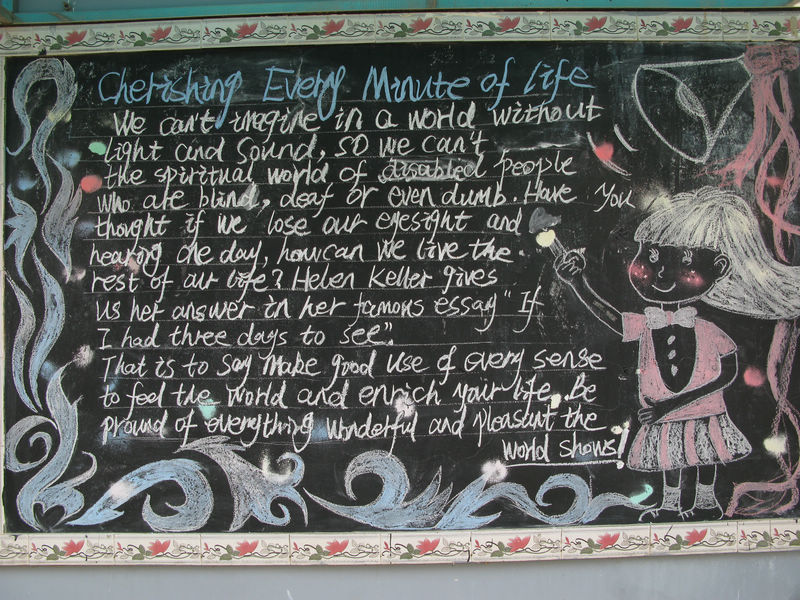 Cherishing Every Minute of life
We can't imagine in a world without
light and sound, so we can't
the spiritual world of disabled people
who are blind, deaf or even dumb. Have you
thought if we lose our eyesight and
hearing one day, how can we live the
rest of our life? Helen Keller gives
us her answer in her famous essay "If
I had three days to see".
That is to say make good use of every sense
to feel the world and enrich your life. Be
pround of everything wonderful and pleasant the
world shows!